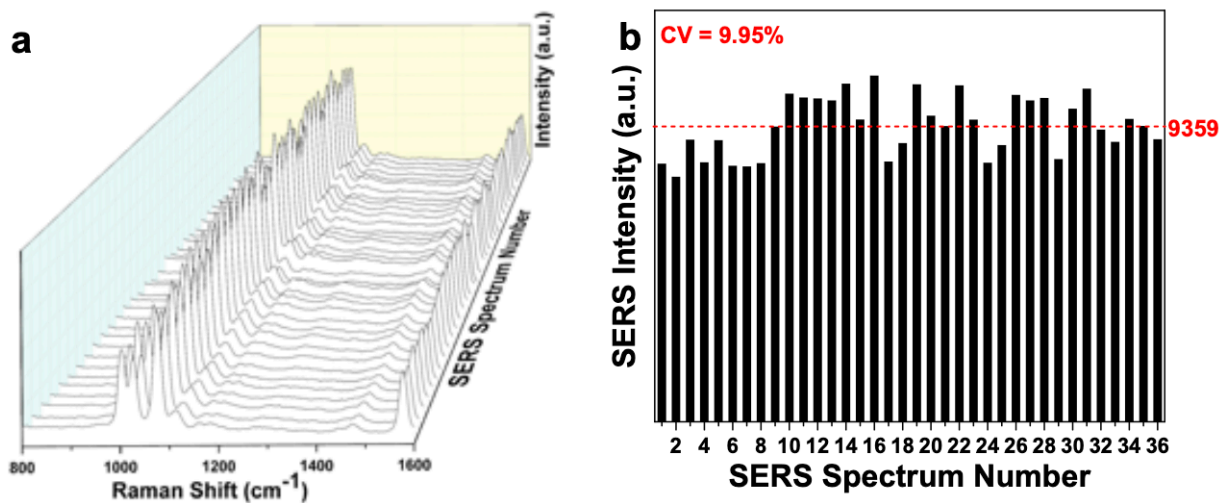 a
Intensity (a.u.)
SERS Spectrum Number
800 1000 1200 1400 1600
Raman Shift (cm-1)
b
CV = 9.95%
SERS Intensity (a.u.)
9359
2 4 6 8 10 12 14 16 18 20 22 24 26 28 30 32 34 36
SERS Spectrum Number